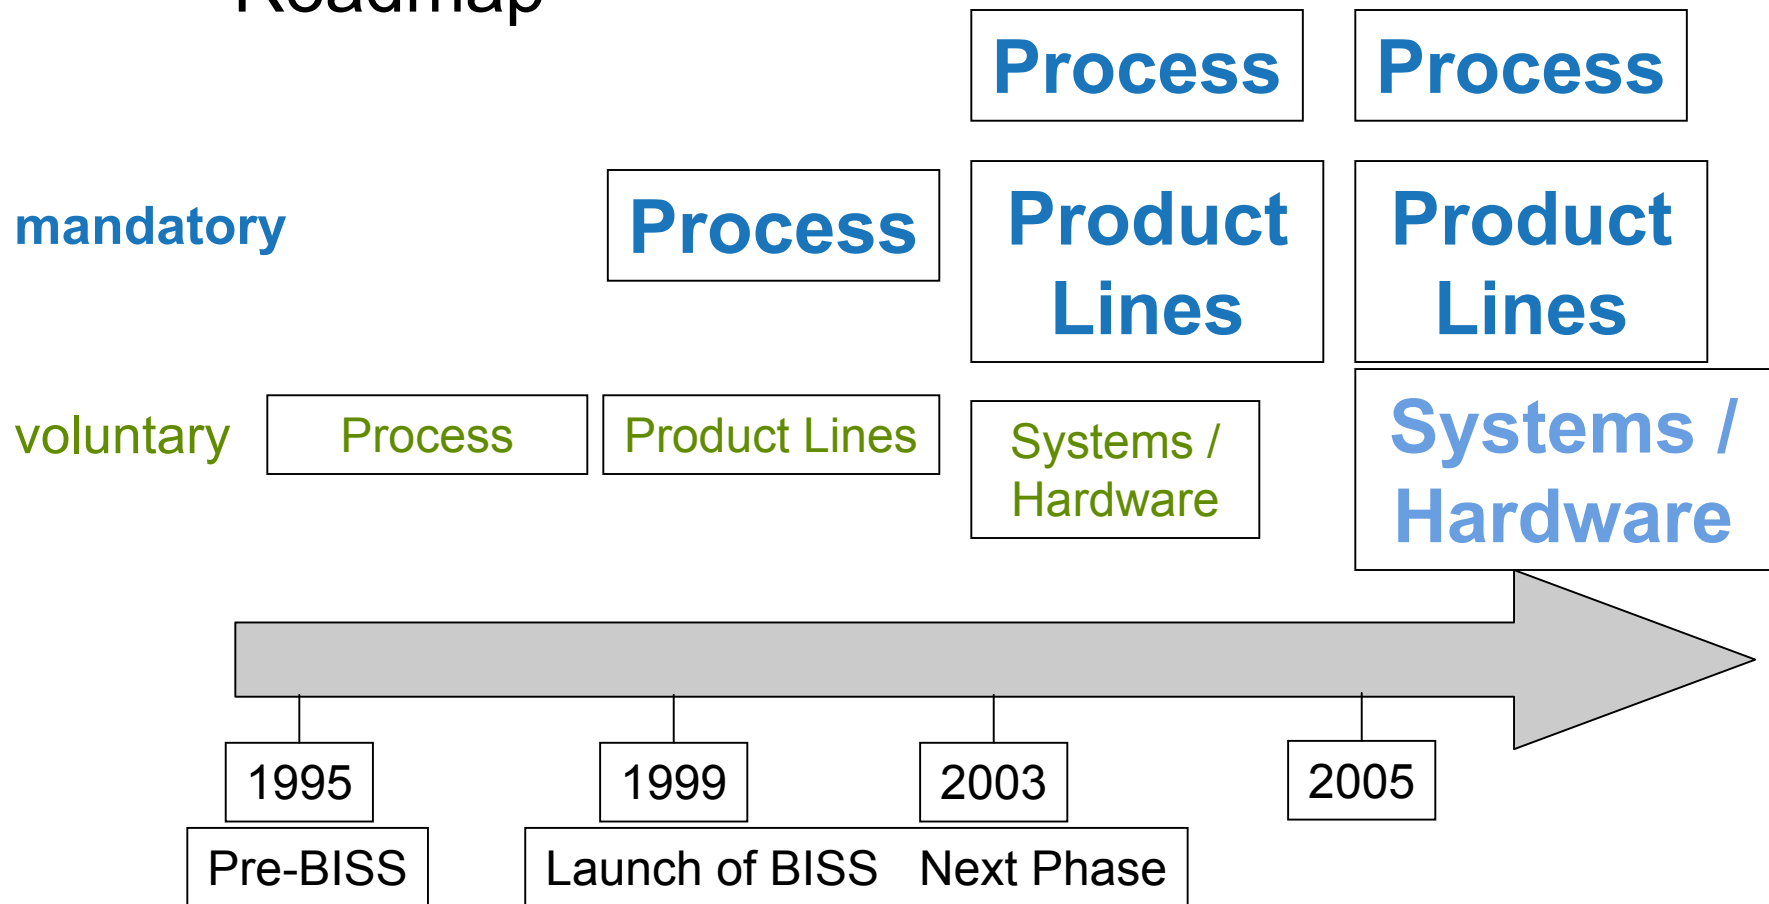 Roadmap
Process
Process
mandatory
Process
Product
Lines
Product
Lines
voluntary
Process
Product Lines
Systems /
Hardware
Systems /
Hardware
1995
1999
2003
2005
Pre-BISS
Launch of BISS Next Phase